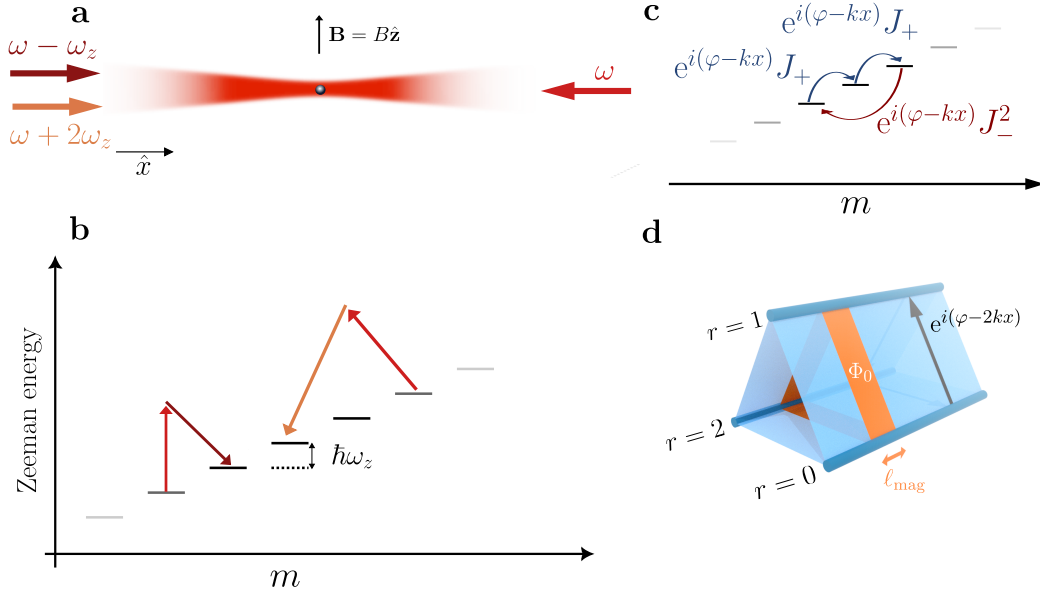 a
ω − ω_z
ω + 2ω_z
x̂
B = Bẑ
ω
b
Zeeman energy
ħω_z
m
c
e^{i(φ−kx)}J_+
e^{i(φ−kx)}J_+
e^{i(φ−kx)}J_−^2
m
d
r = 1
r = 2
r = 0
Φ_0
e^{i(φ−2kx)}
ℓ_mag